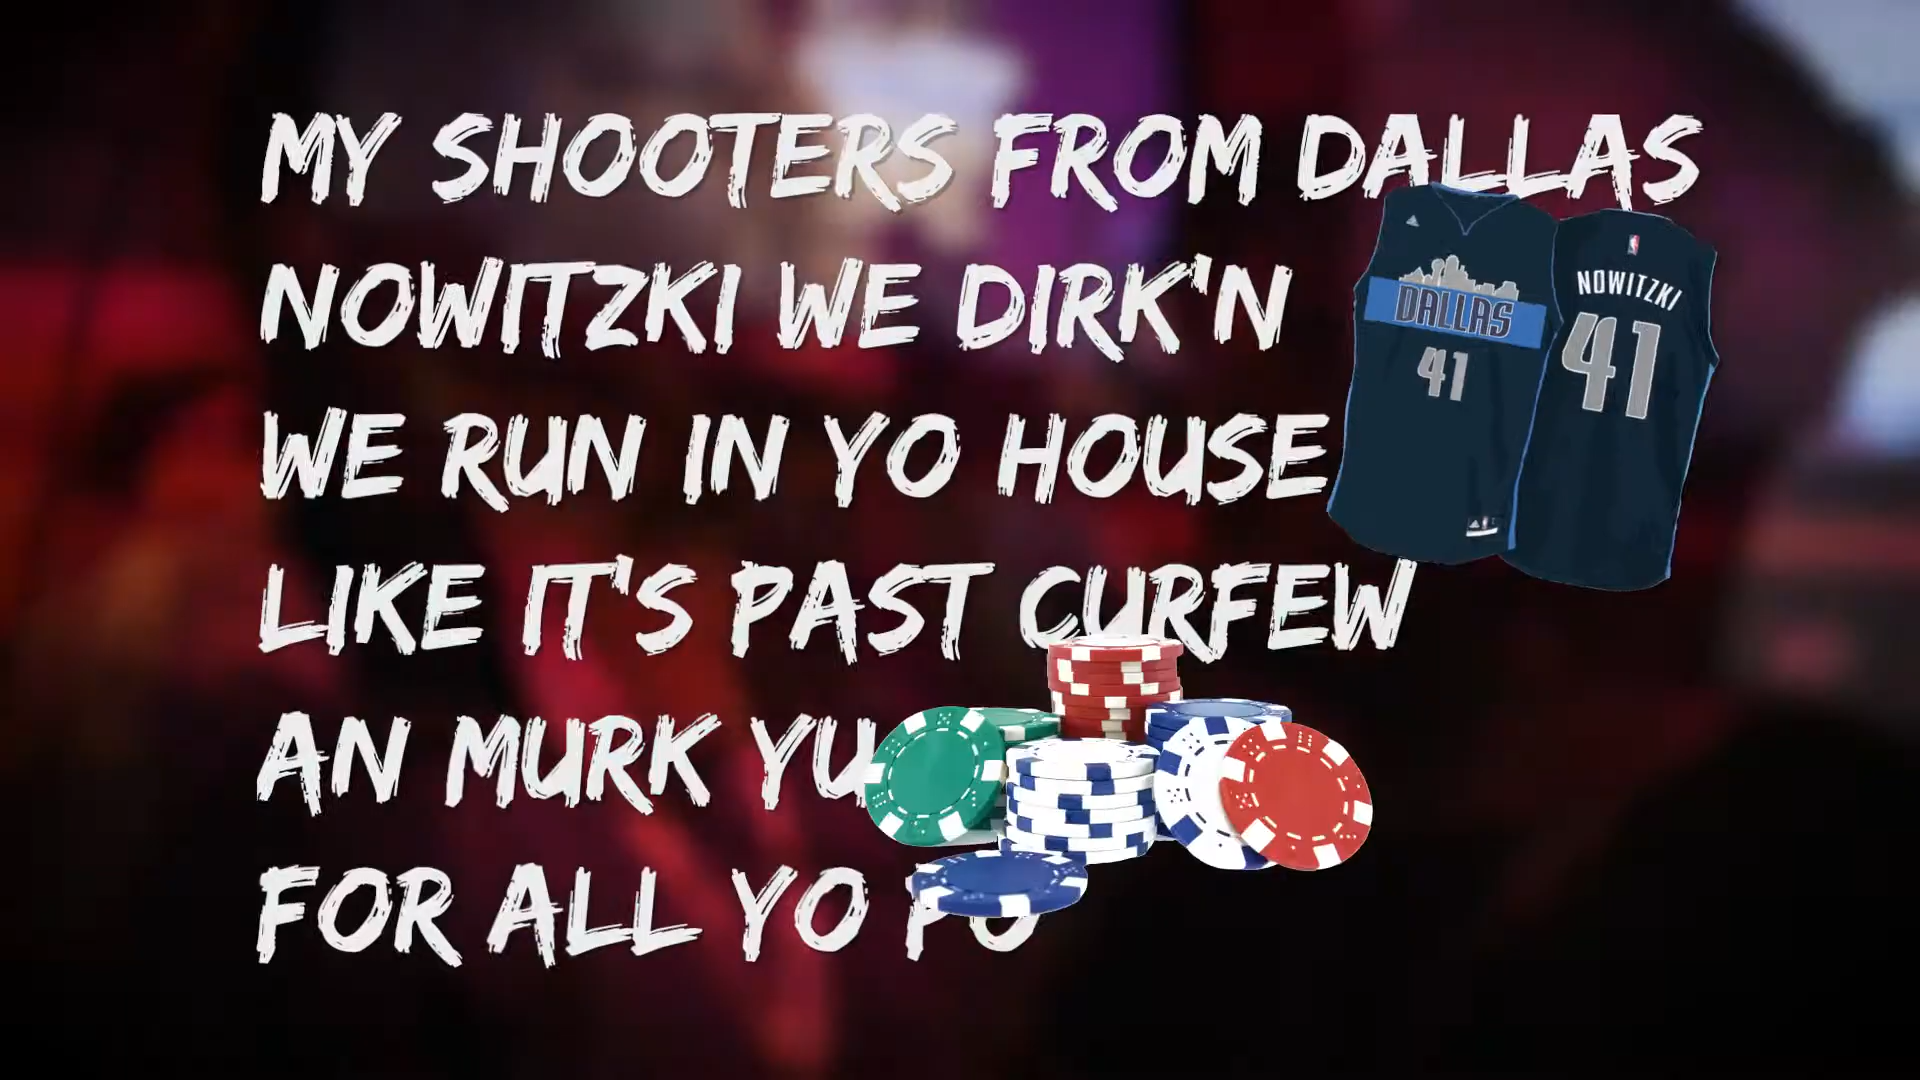 MY SHOOTERS FROM DALLAS
NOWITZKI WE DIRK'N
WE RUN IN YO HOUSE
LIKE IT'S PAST CURFEW
AN MURK YU
FOR ALL YO
DALLAS
41
NOWITZKI
41